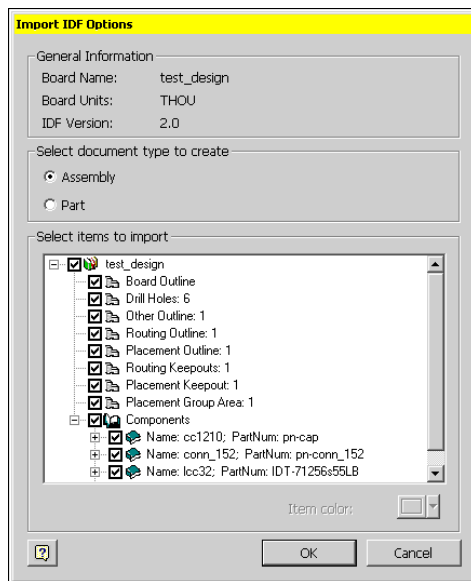 Import IDF Options
General Information
Board Name: test_design
Board Units: THOU
IDF Version: 2.0
Select document type to create
Assembly
Part
Select items to import
test_design
Board Outline
Drill Holes: 6
Other Outline: 1
Routing Outline: 1
Placement Outline: 1
Routing Keepouts: 1
Placement Keepout: 1
Placement Group Area: 1
Components
Name: cc1210; PartNum: pn-cap
Name: conn_152; PartNum: pn-conn_152
Name: lcc32; PartNum: IDT-71256s55LB
Item color:
? OK Cancel